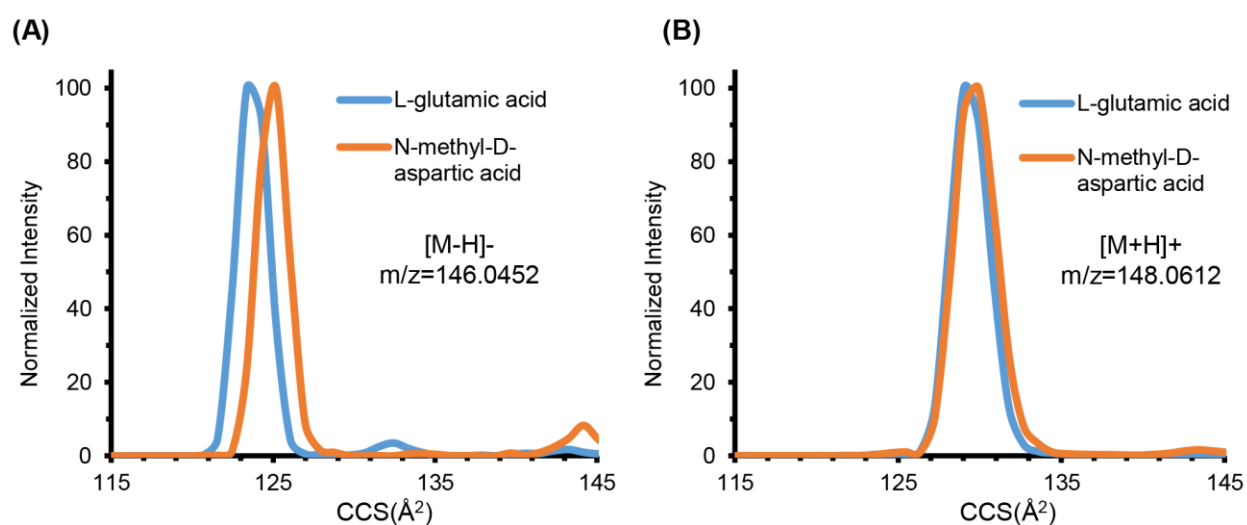 (A)
Normalized Intensity
100
80
60
40
20
0
115
125
135
145
CCS(Å²)
L-glutamic acid
N-methyl-D-
aspartic acid
[M-H]-
m/z=146.0452
(B)
Normalized Intensity
100
80
60
40
20
0
115
125
135
145
CCS(Å²)
L-glutamic acid
N-methyl-D-
aspartic acid
[M+H]+
m/z=148.0612